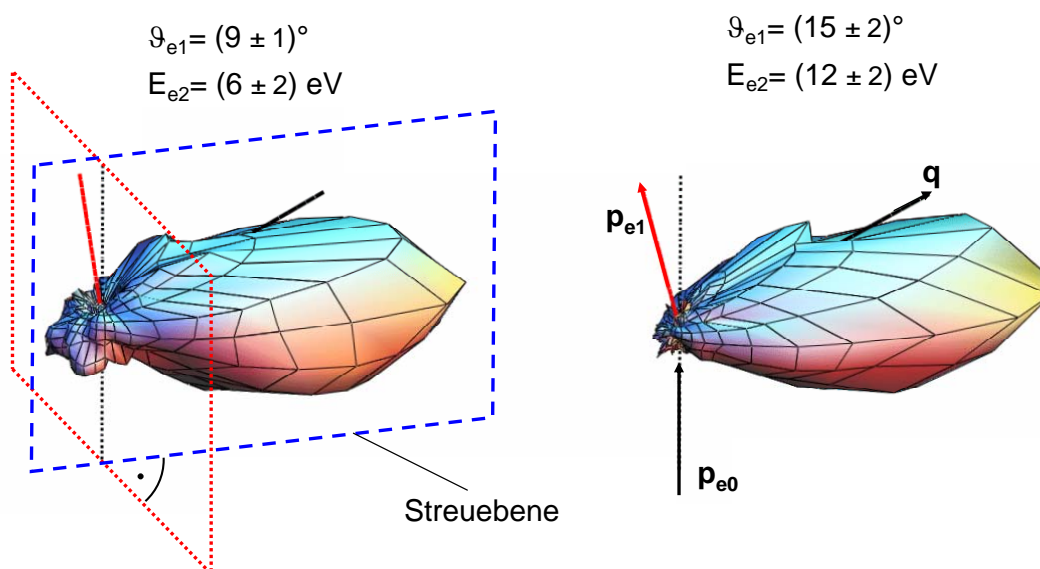 ϑe1= (9 ± 1)°
Ee2= (6 ± 2) eV
ϑe1= (15 ± 2)°
Ee2= (12 ± 2) eV
q
pe1
pe0
Streuebene